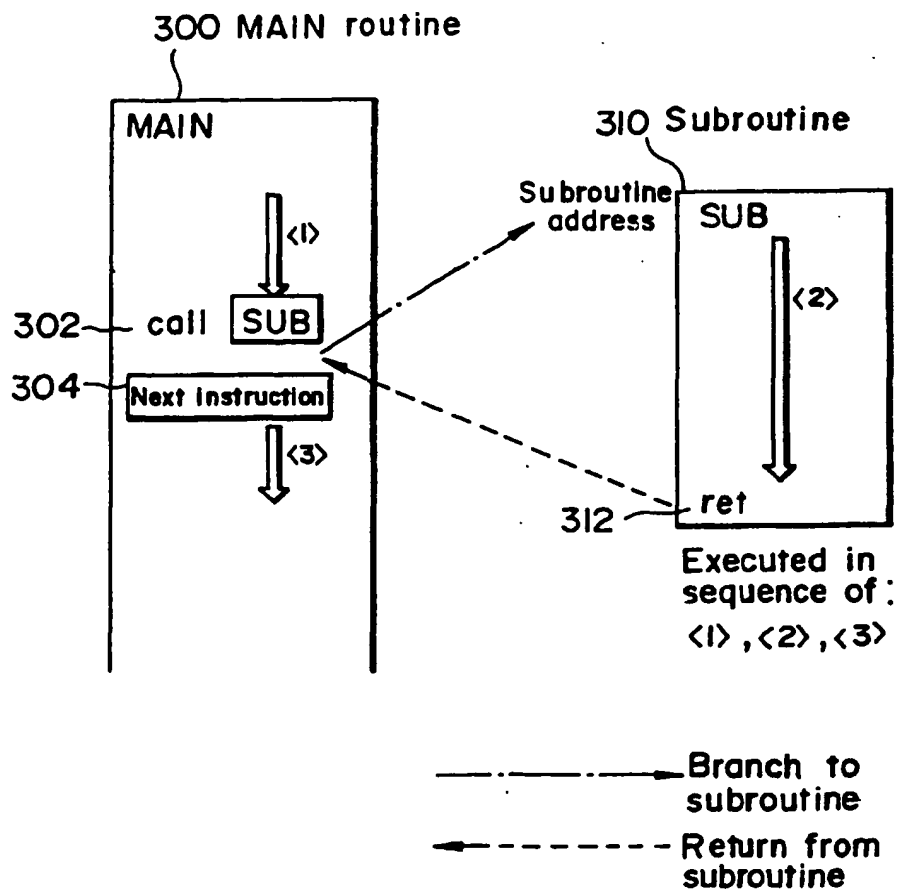 300 MAIN routine
MAIN
310 Subroutine
Subroutine
address
SUB
<1>
<2>
302 call SUB
304 Next instruction
<3>
312 ret
Executed in
sequence of :
<1>, <2>, <3>
Branch to
subroutine
Return from
subroutine